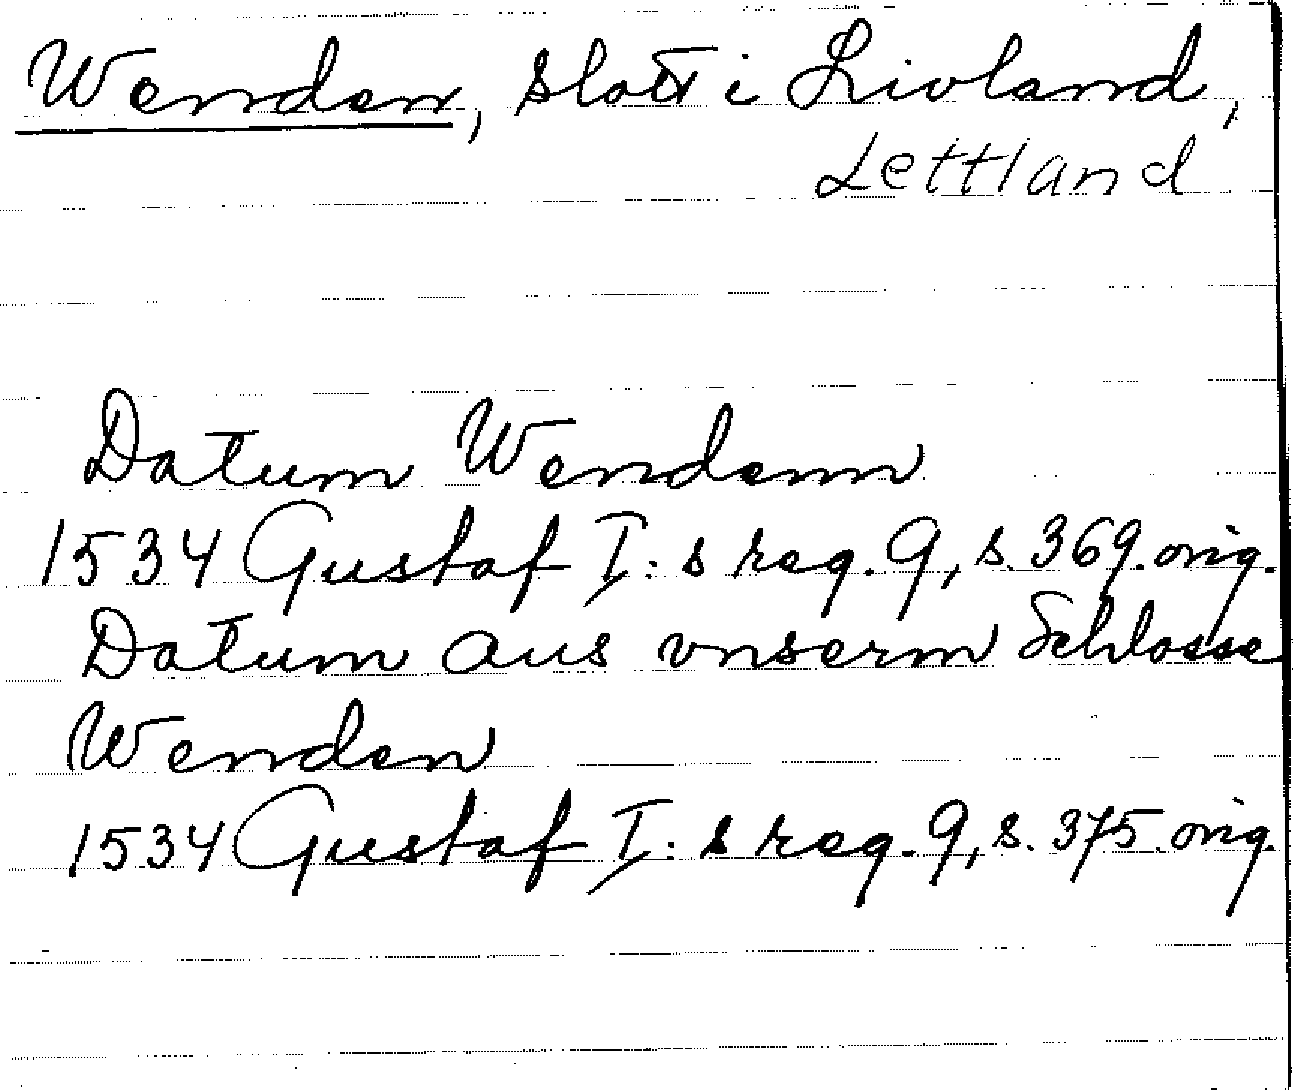 Wenden, slott i Livland,
Lettland
Datum Wendenn
1534 Gustaf I:s reg. 9, s. 369. orig.
Datum aus vnserm Schlosse
Wenden
1534 Gustaf I:s reg. 9, s. 375. orig.